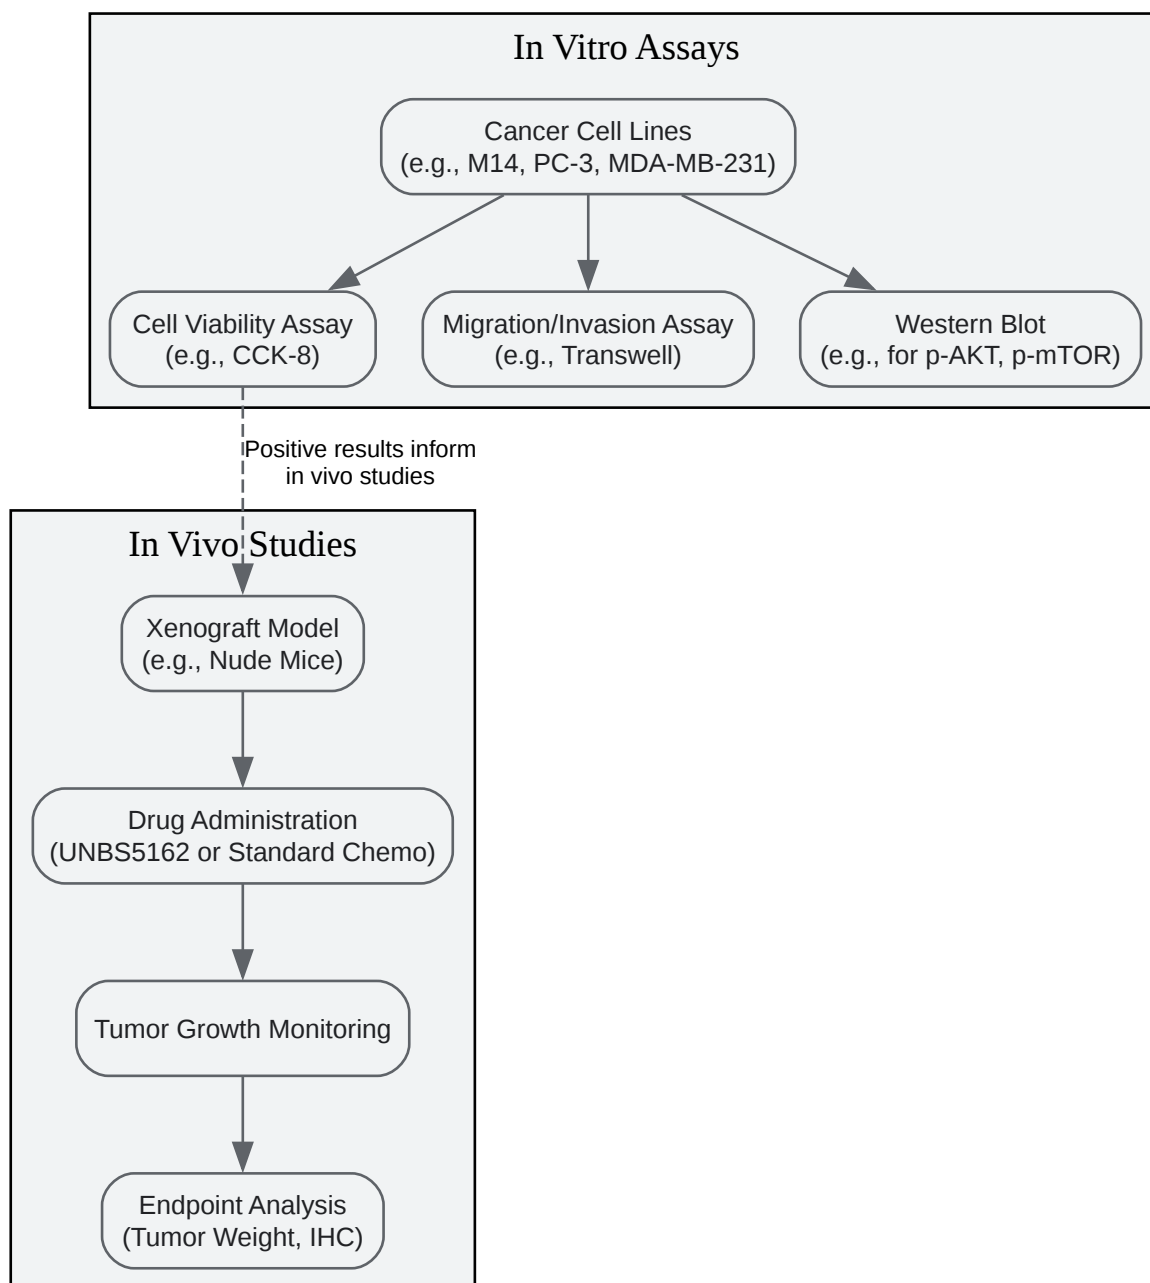 In Vitro Assays
Cancer Cell Lines
(e.g., M14, PC-3, MDA-MB-231)
Cell Viability Assay
(e.g., CCK-8)
Migration/Invasion Assay
(e.g., Transwell)
Western Blot
(e.g., for p-AKT, p-mTOR)
Positive results inform
in vivo studies
In Vivo Studies
Xenograft Model
(e.g., Nude Mice)
Drug Administration
(UNBS5162 or Standard Chemo)
Tumor Growth Monitoring
Endpoint Analysis
(Tumor Weight, IHC)